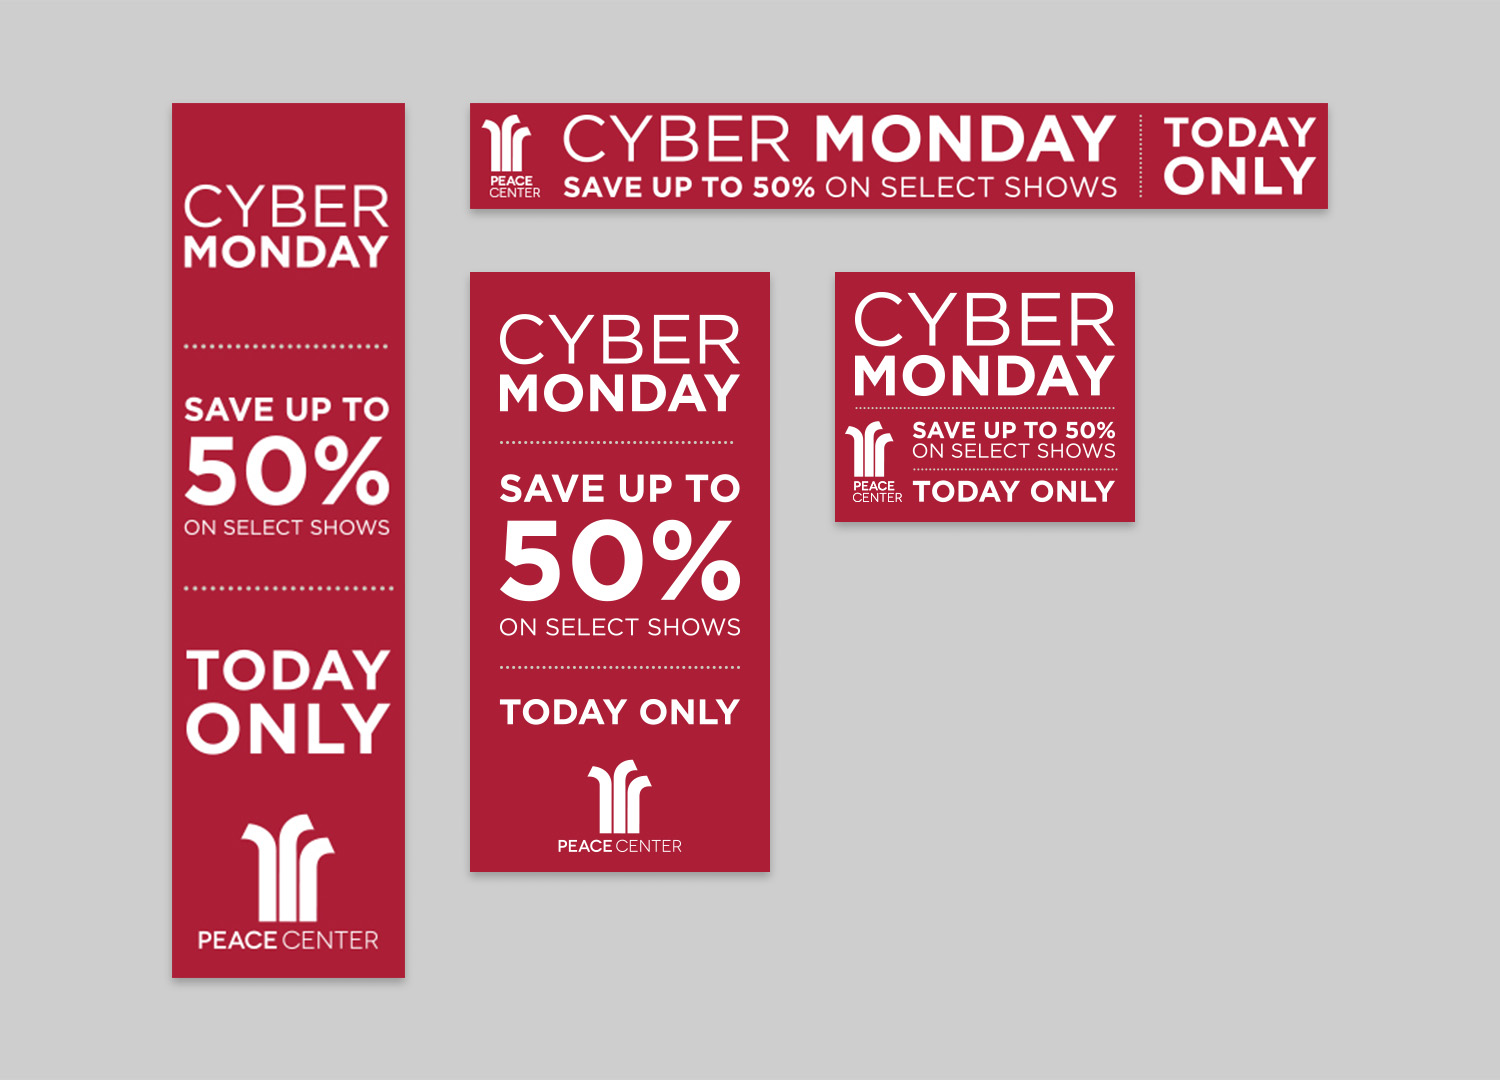 CYBER
MONDAY
SAVE UP TO
50%
ON SELECT SHOWS
TODAY
ONLY
PEACE CENTER
PEACE
CENTER
CYBER MONDAY
SAVE UP TO 50% ON SELECT SHOWS
TODAY
ONLY
CYBER
MONDAY
SAVE UP TO
50%
ON SELECT SHOWS
TODAY ONLY
PEACE CENTER
CYBER
MONDAY
PEACE
CENTER
SAVE UP TO 50%
ON SELECT SHOWS
TODAY ONLY